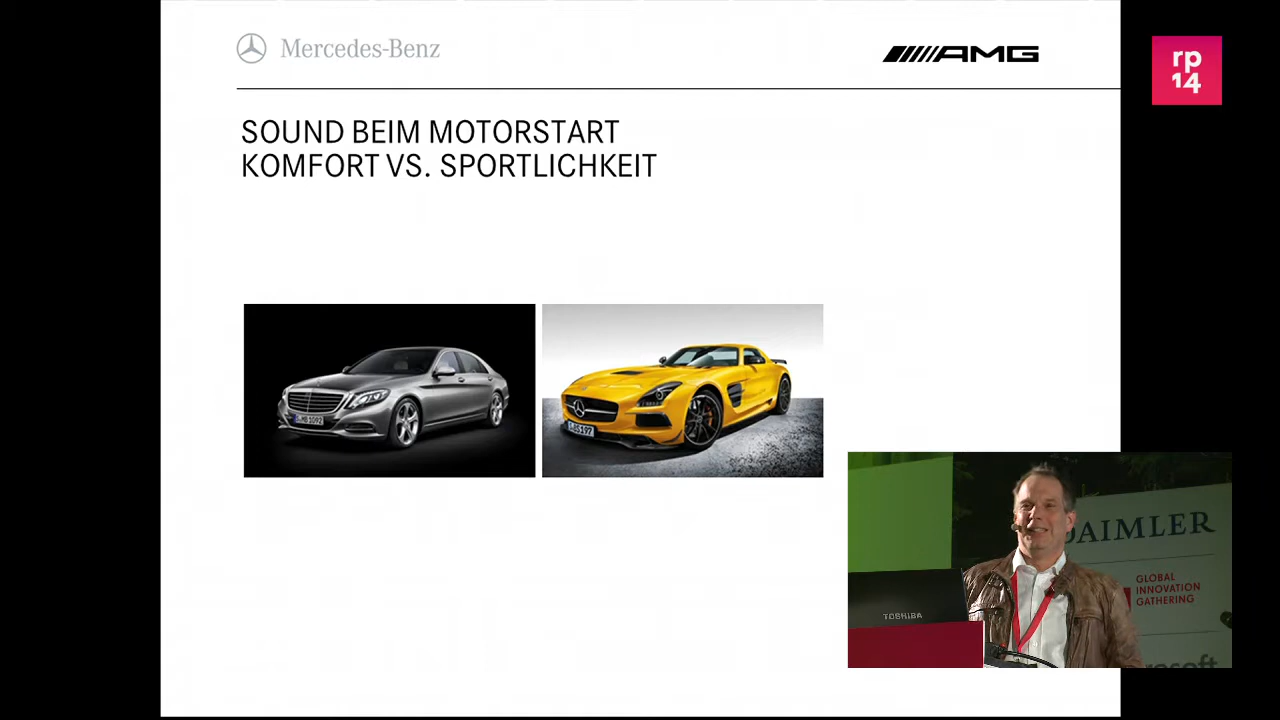 Mercedes-Benz
AMG
rp
14
SOUND BEIM MOTORSTART
KOMFORT VS. SPORTLICHKEIT
DAIMLER
GLOBAL
INNOVATION
GATHERING
TOSHIBA